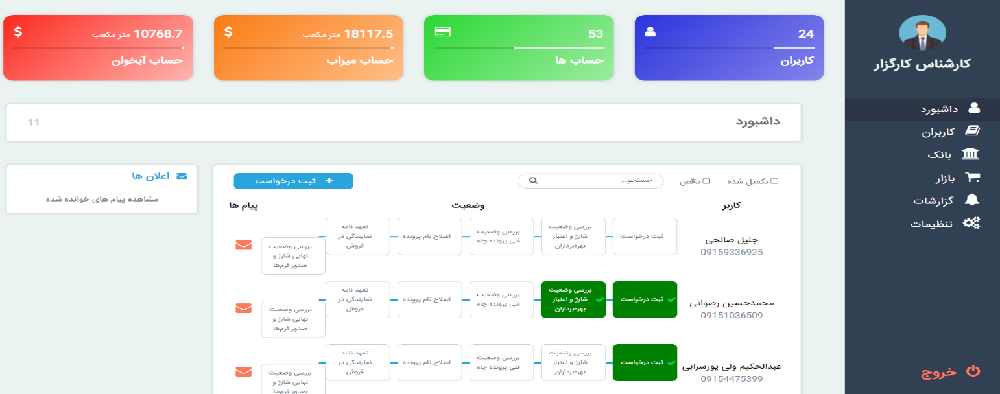 کارشناس کارگزار
داشبورد
کاربران
بانک
بازار
گزارشات
تنظیمات
خروج
24
کاربران
53
حساب ها
18117.5 متر مکعب
حساب میراب
10768.7 متر مکعب
حساب آبخوان
داشبورد
11
تکمیل شده
ناقص
جستجو...
ثبت درخواست +
کاربر
وضعیت
پیام ها
جلیل صالحی
09159336925
ثبت درخواست
بررسی وضعیت
شارژ و اعتبار
بهره‌برداران
بررسی وضعیت
فنی پرونده چاه
اصلاح نام پرونده
تعهد نامه
نمایندگی در
فروش
بررسی وضعیت
نهایی شارژ و
صدور فرم‌ها
محمدحسین رضوانی
09151036509
ثبت درخواست
بررسی وضعیت
شارژ و اعتبار
بهره‌برداران
بررسی وضعیت
فنی پرونده چاه
اصلاح نام پرونده
تعهد نامه
نمایندگی در
فروش
بررسی وضعیت
نهایی شارژ و
صدور فرم‌ها
عبدالحکیم ولی پورسرابی
09154475399
ثبت درخواست
بررسی وضعیت
شارژ و اعتبار
بهره‌برداران
بررسی وضعیت
فنی پرونده چاه
اصلاح نام پرونده
تعهد نامه
نمایندگی در
فروش
بررسی وضعیت
نهایی شارژ و
صدور فرم‌ها
اعلان ها
مشاهده پیام های خوانده شده